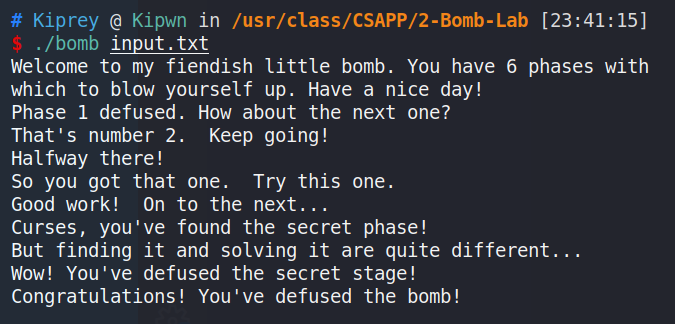 # Kiprey @ Kipwn in /usr/class/CSAPP/2-Bomb-Lab [23:41:15]
$ ./bomb input.txt
Welcome to my fiendish little bomb. You have 6 phases with
which to blow yourself up. Have a nice day!
Phase 1 defused. How about the next one?
That's number 2.  Keep going!
Halfway there!
So you got that one.  Try this one.
Good work!  On to the next...
Curses, you've found the secret phase!
But finding it and solving it are quite different...
Wow! You've defused the secret stage!
Congratulations! You've defused the bomb!